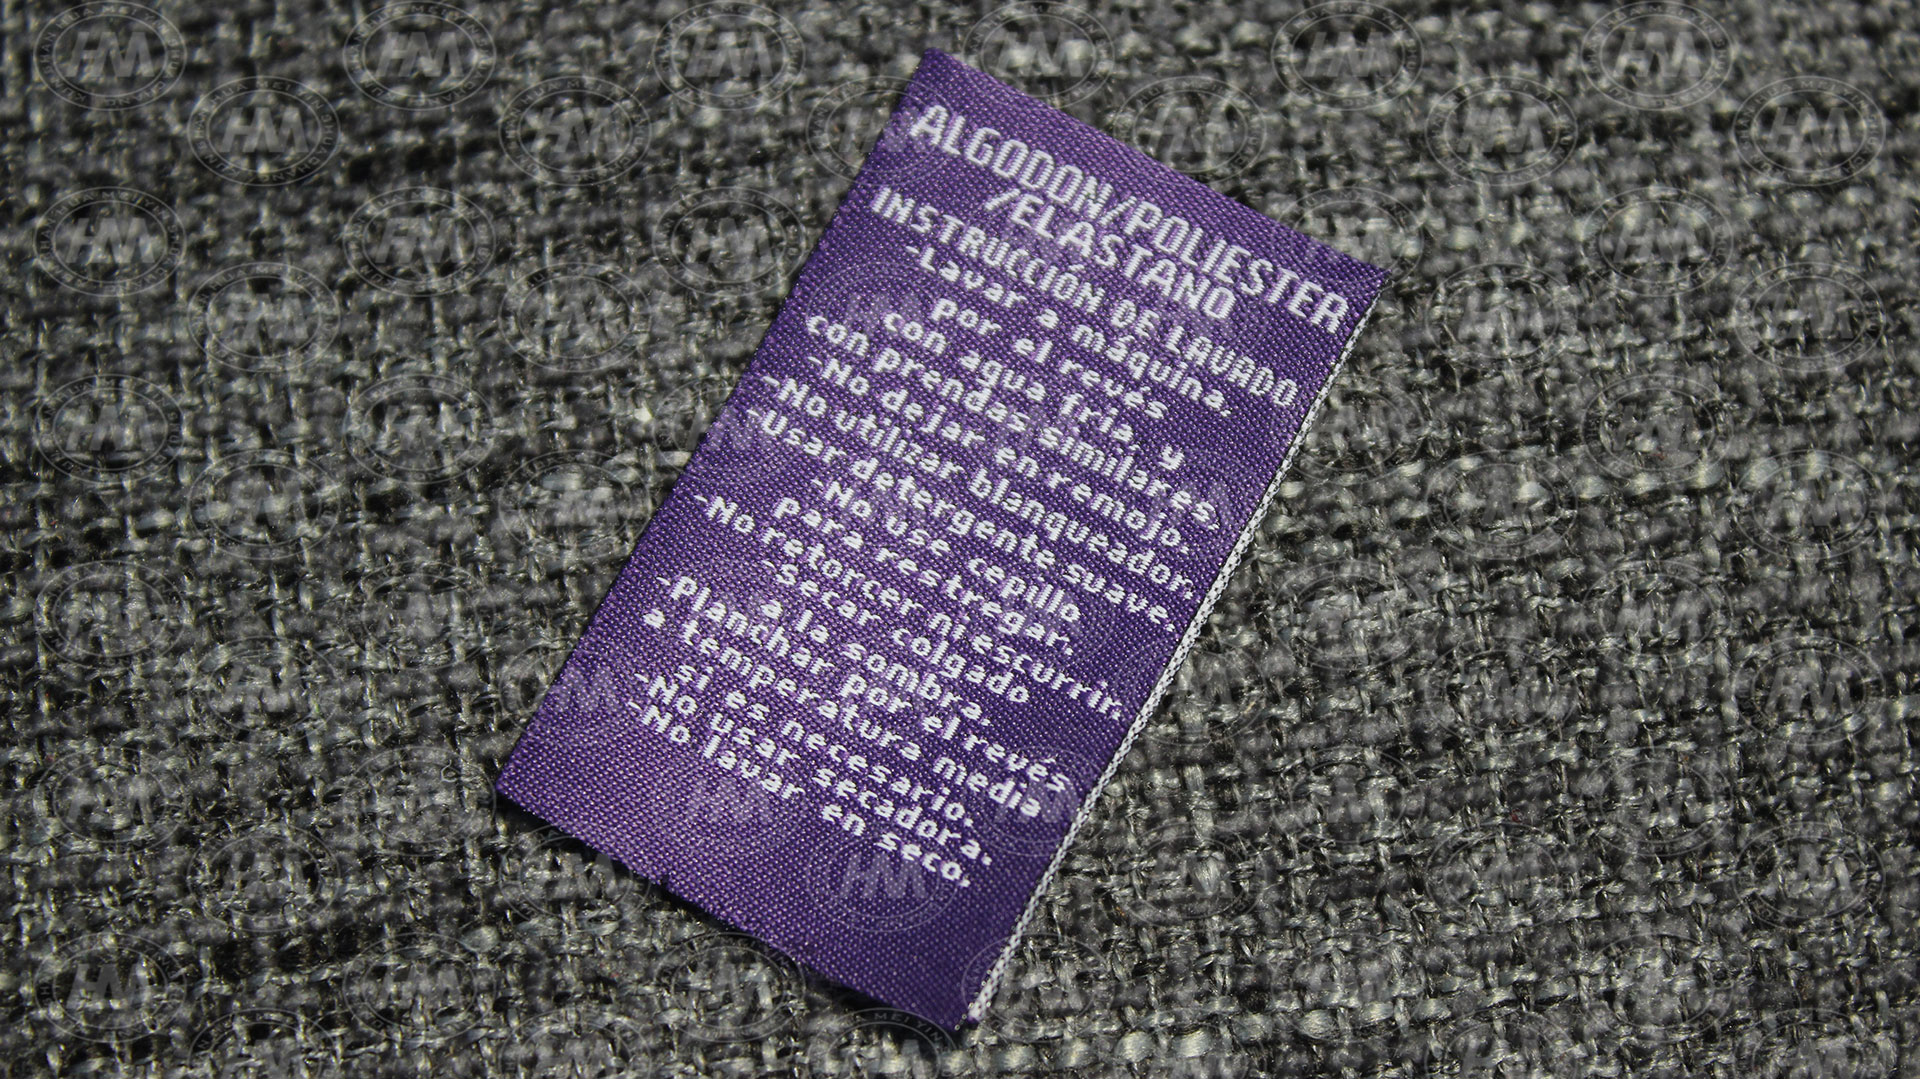 ALGODON/POLIESTER
/ELASTANO
INSTRUCCIÓN DE LAVADO
-Lavar a máquina,
por el revés
con agua fria, y
con prendas similares,
-No dejar en remojo.
-No utilizar blanqueador,
-Usar detergente suave.
-No use cepillo
para restregar.
-No retorcer ni escurrir.
-Secar colgado
a la sombra.
-Planchar por el revés
a temperatura media
si es necesario.
-No usar secadora.
-No lavar en seco.